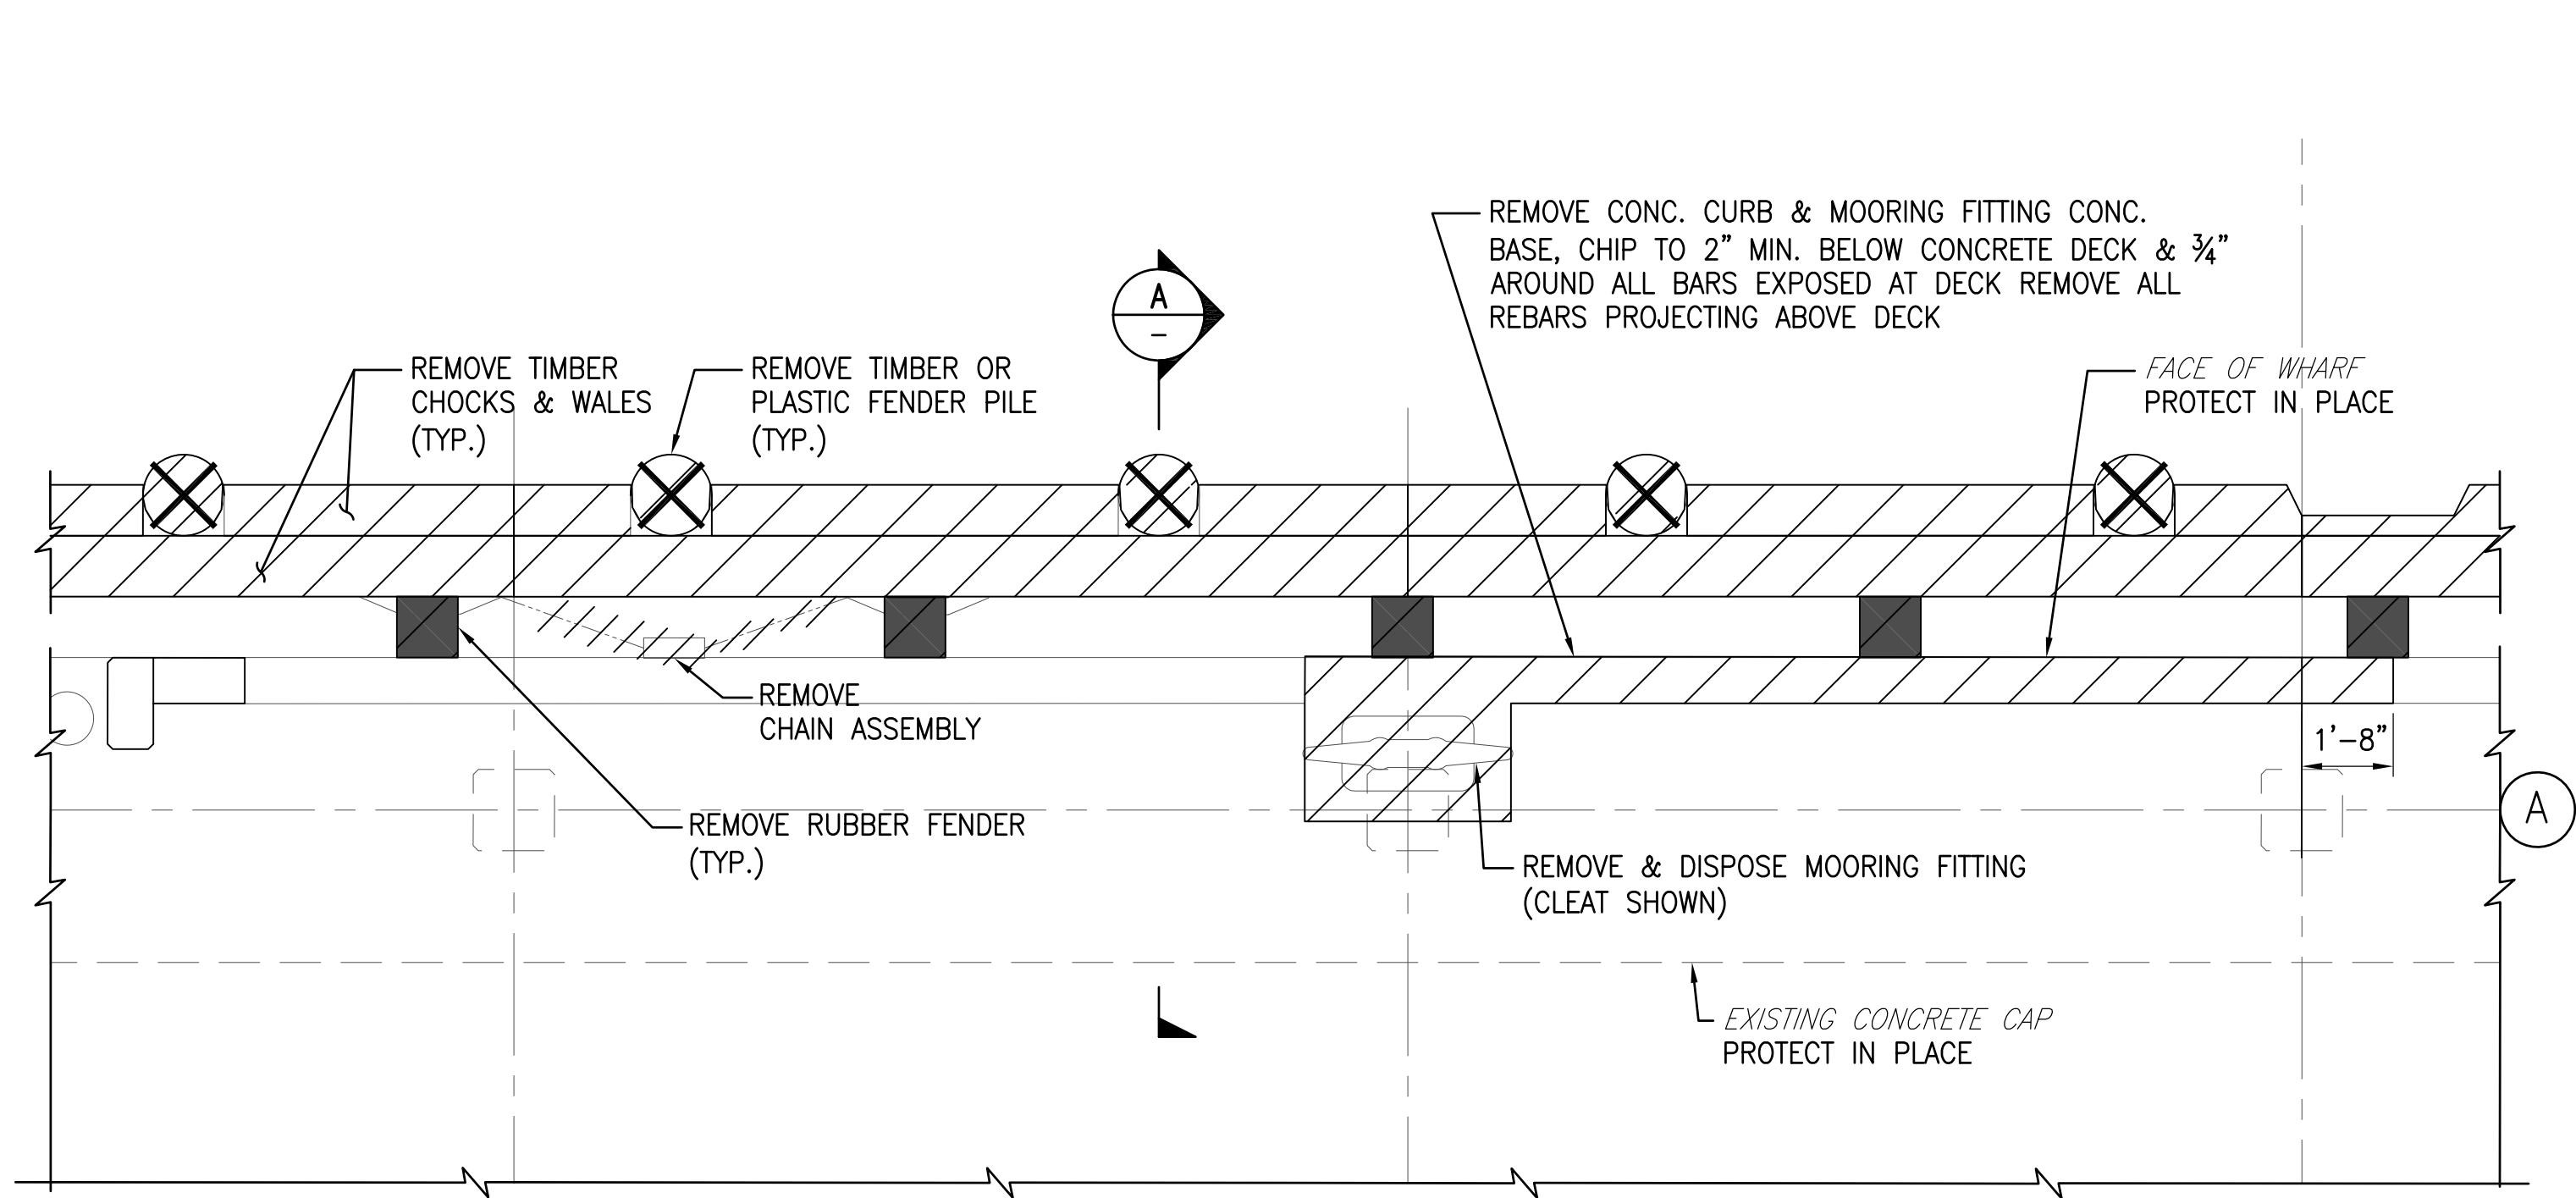 REMOVE CONC. CURB & MOORING FITTING CONC.
BASE, CHIP TO 2" MIN. BELOW CONCRETE DECK & ¾"
AROUND ALL BARS EXPOSED AT DECK REMOVE ALL
REBARS PROJECTING ABOVE DECK
A
-
REMOVE TIMBER
CHOCKS & WALES
(TYP.)
REMOVE TIMBER OR
PLASTIC FENDER PILE
(TYP.)
FACE OF WHARF
PROTECT IN PLACE
REMOVE
CHAIN ASSEMBLY
1'-8"
REMOVE RUBBER FENDER
(TYP.)
A
REMOVE & DISPOSE MOORING FITTING
(CLEAT SHOWN)
EXISTING CONCRETE CAP
PROTECT IN PLACE